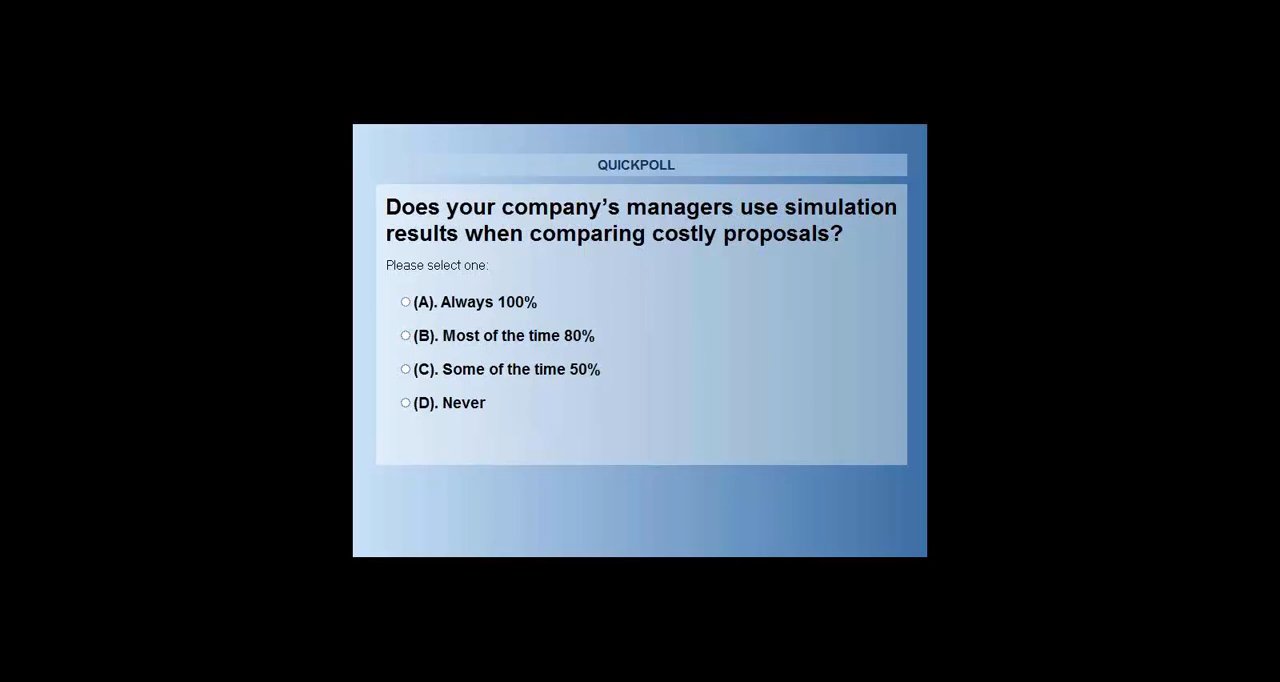 QUICKPOLL
Does your company’s managers use simulation
results when comparing costly proposals?
Please select one:
(A). Always 100%
(B). Most of the time 80%
(C). Some of the time 50%
(D). Never